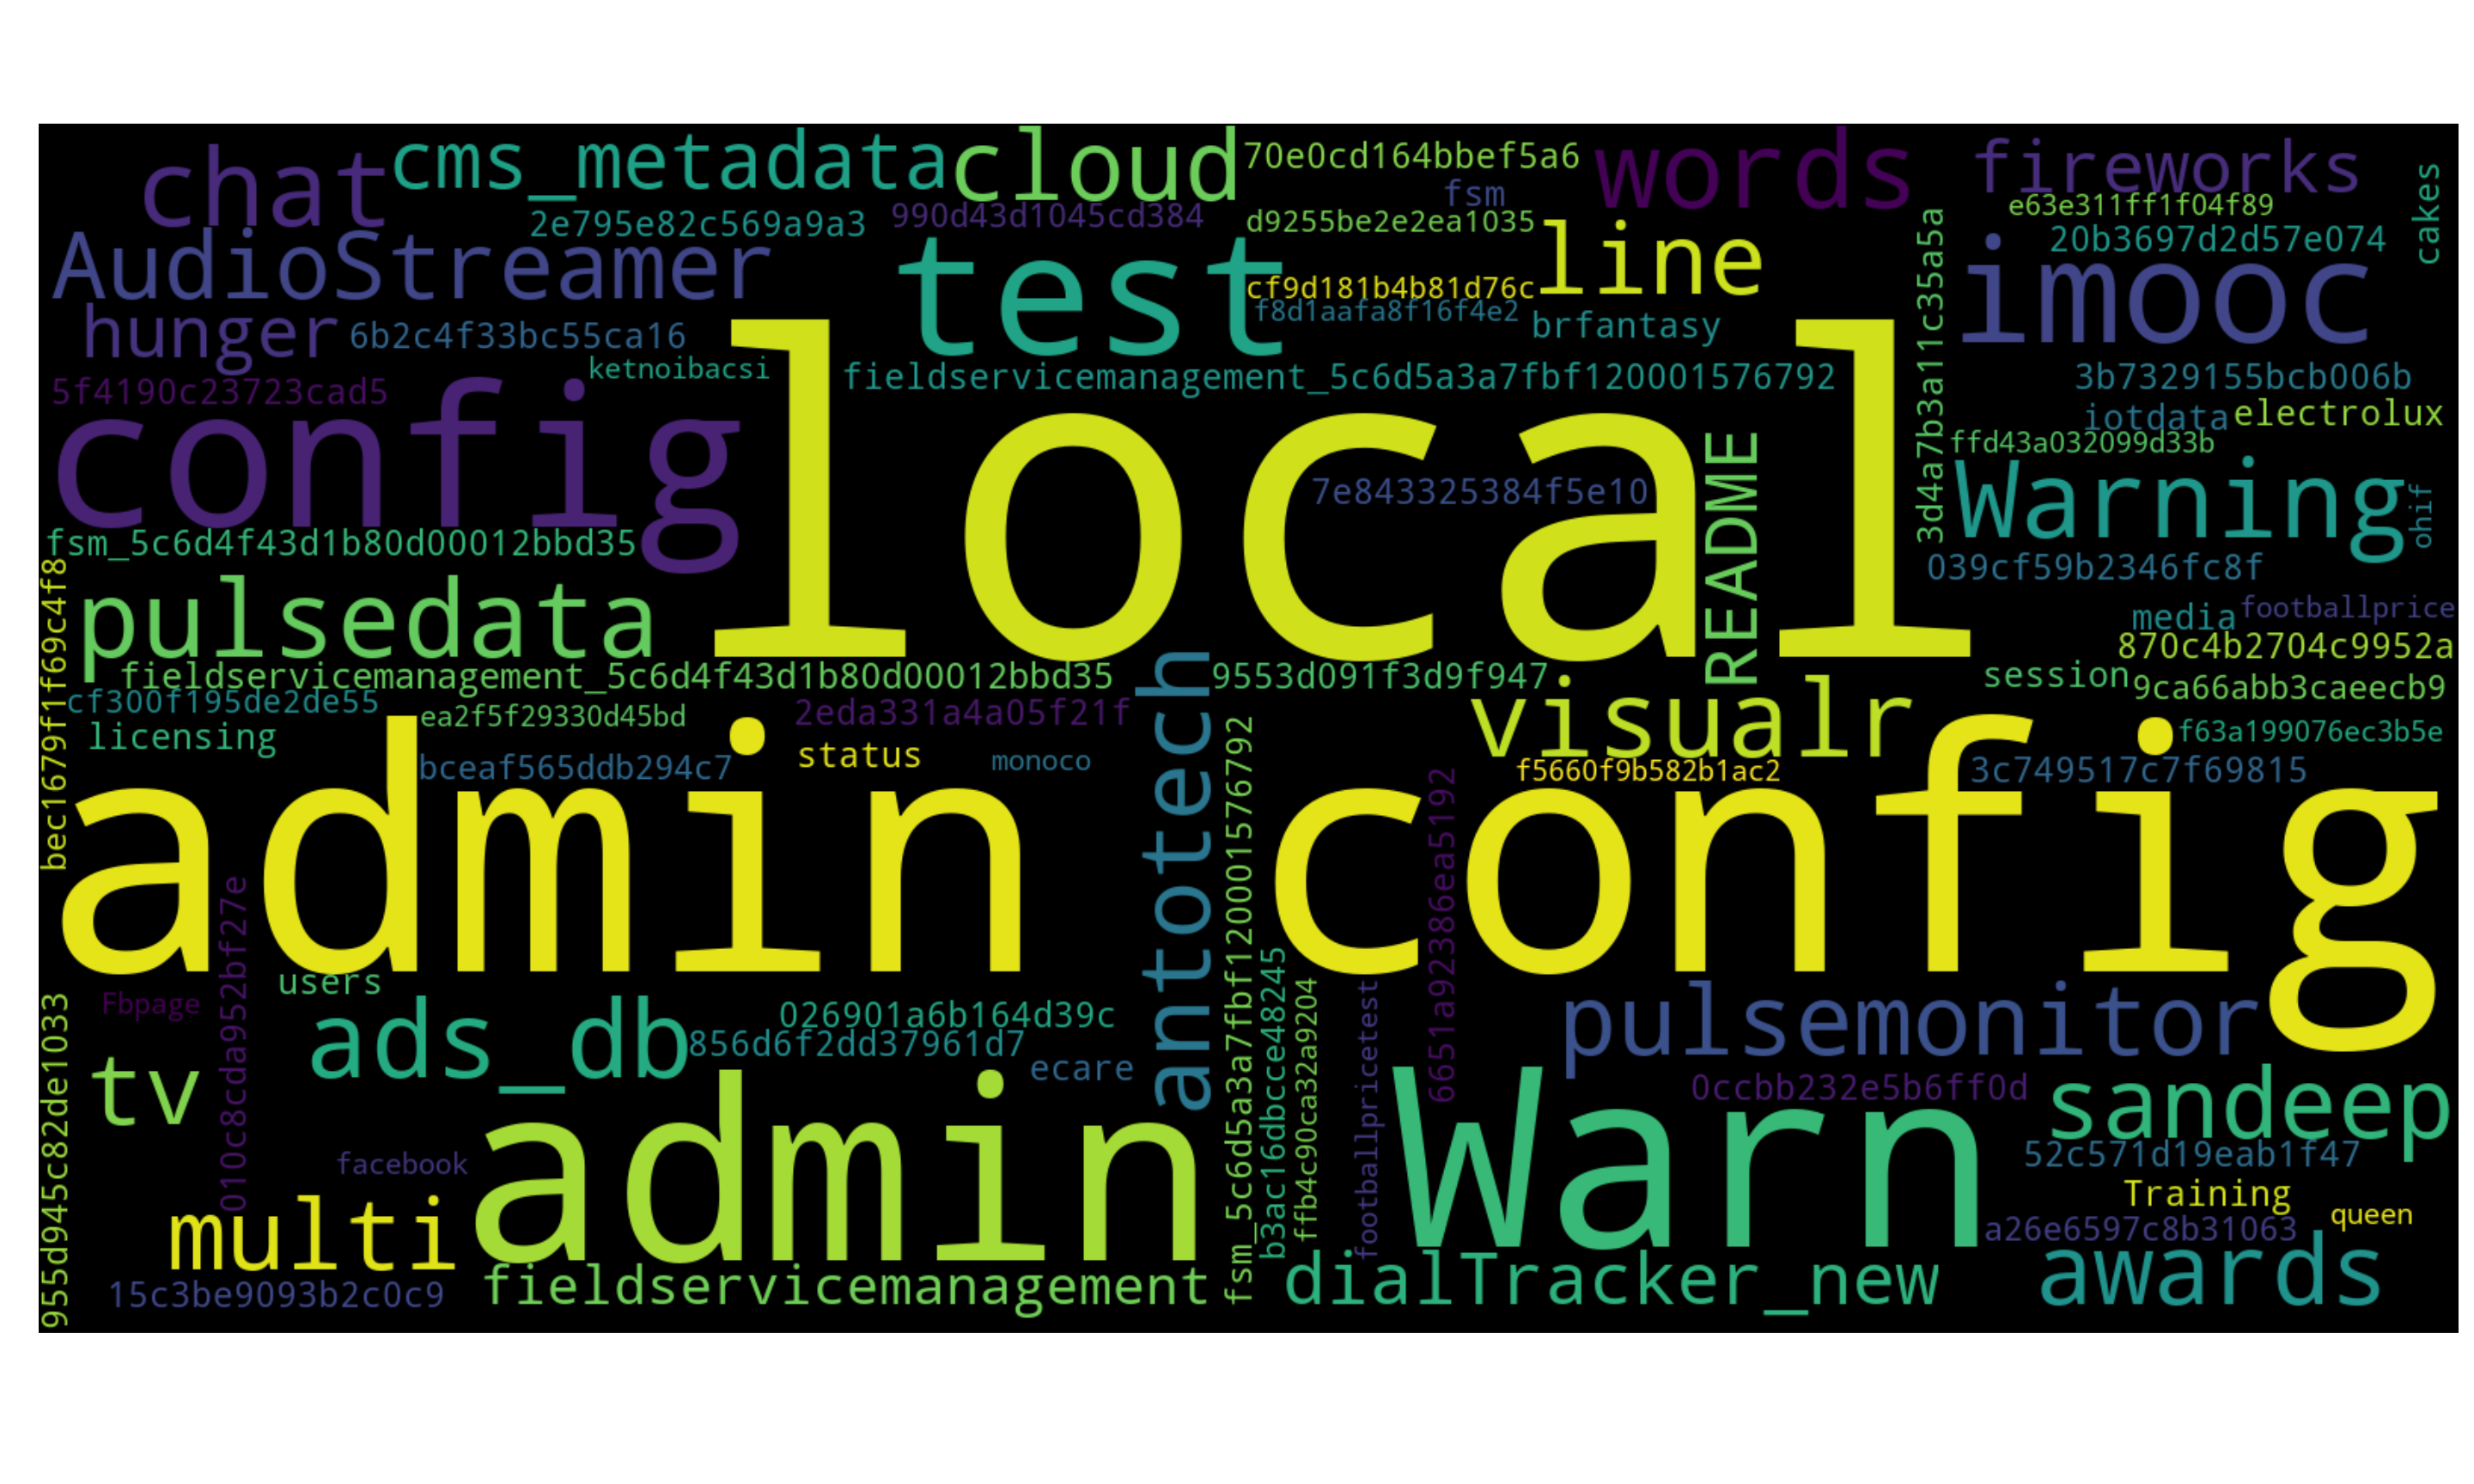 chat
cms_metadata
cloud
70e0cd164bbef5a6
words
fireworks
cakes
fsm
e63e311ff1f04f89
2e795e82c569a9a3
990d43d1045cd384
d9255be2e2ea1035
line
20b3697d2d57e074
AudioStreamer
test
cf9d181b4b81d76c
imooc
3d4a7b3a11c35a5a
f8d1aafa8f16f4e2
brfantasy
hunger
6b2c4f33bc55ca16
ketnoibacsi
fieldservicemanagement_5c6d5a3a7fbf120001576792
3b7329155bcb006b
5f4190c23723cad5
iotdata
electrolux
config
local
README
ffd43a032099d33b
7e843325384f5e10
Warning
ohif
fsm_5c6d4f43d1b80d00012bbd35
039cf59b2346fc8f
bec1679f1f69c4f8
pulsedata
media
footballprice
870c4b2704c9952a
fieldservicemanagement_5c6d4f43d1b80d00012bbd35
antotech
9553d091f3d9f947
session
9ca66abb3caeecb9
cf300f195de2de55
ea2f5f29330d45bd
2eda331a4a05f21f
visualr
f63a199076ec3b5e
licensing
status
monoco
bceaf565ddb294c7
f5660f9b582b1ac2
3c749517c7f69815
admin
config
fsm_5c6d5a3a7fbf120001576792
6651a92386ea5192
010c8cda952bf27e
users
Fbpage
955d945c82de1033
ads_db
026901a6b164d39c
856d6f2dd37961d7
ecare
b3ac16dbcce48245
ffb4c90ca32a9204
footballpricetest
pulsemonitor
tv
0ccbb232e5b6ff0d
sandeep
admin
Warn
facebook
52c571d19eab1f47
Training
queen
multi
a26e6597c8b31063
15c3be9093b2c0c9
fieldservicemanagement
dialTracker_new
awards